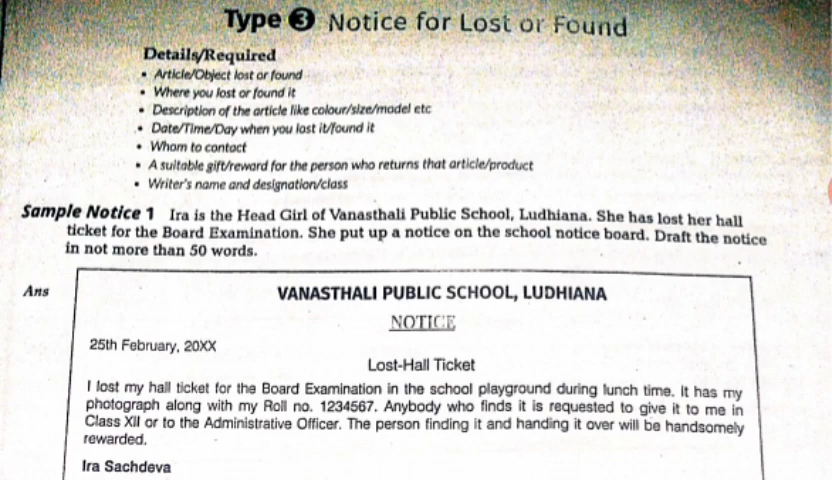 Type 3 Notice for Lost or Found
Details/Required
• Article/Object lost or found
• Where you lost or found it
• Description of the article like colour/size/model etc
• Date/Time/Day when you lost it/found it
• Whom to contact
• A suitable gift/reward for the person who returns that article/product
• Writer's name and designation/class
Sample Notice 1 Ira is the Head Girl of Vanasthali Public School, Ludhiana. She has lost her hall
ticket for the Board Examination. She put up a notice on the school notice board. Draft the notice
in not more than 50 words.
Ans
VANASTHALI PUBLIC SCHOOL, LUDHIANA
NOTICE
25th February, 20XX
Lost-Hall Ticket
I lost my hall ticket for the Board Examination in the school playground during lunch time. It has my
photograph along with my Roll no. 1234567. Anybody who finds it is requested to give it to me in
Class XII or to the Administrative Officer. The person finding it and handing it over will be handsomely
rewarded.
Ira Sachdeva